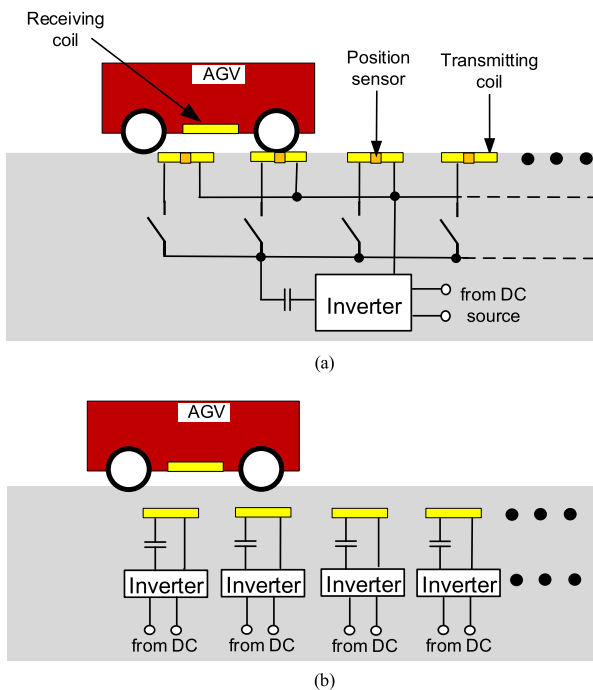 Receiving
coil
AGV
Position
sensor
Transmitting
coil
Inverter
from DC
source
(a)
AGV
Inverter
Inverter
Inverter
Inverter
from DC
from DC
from DC
from DC
(b)